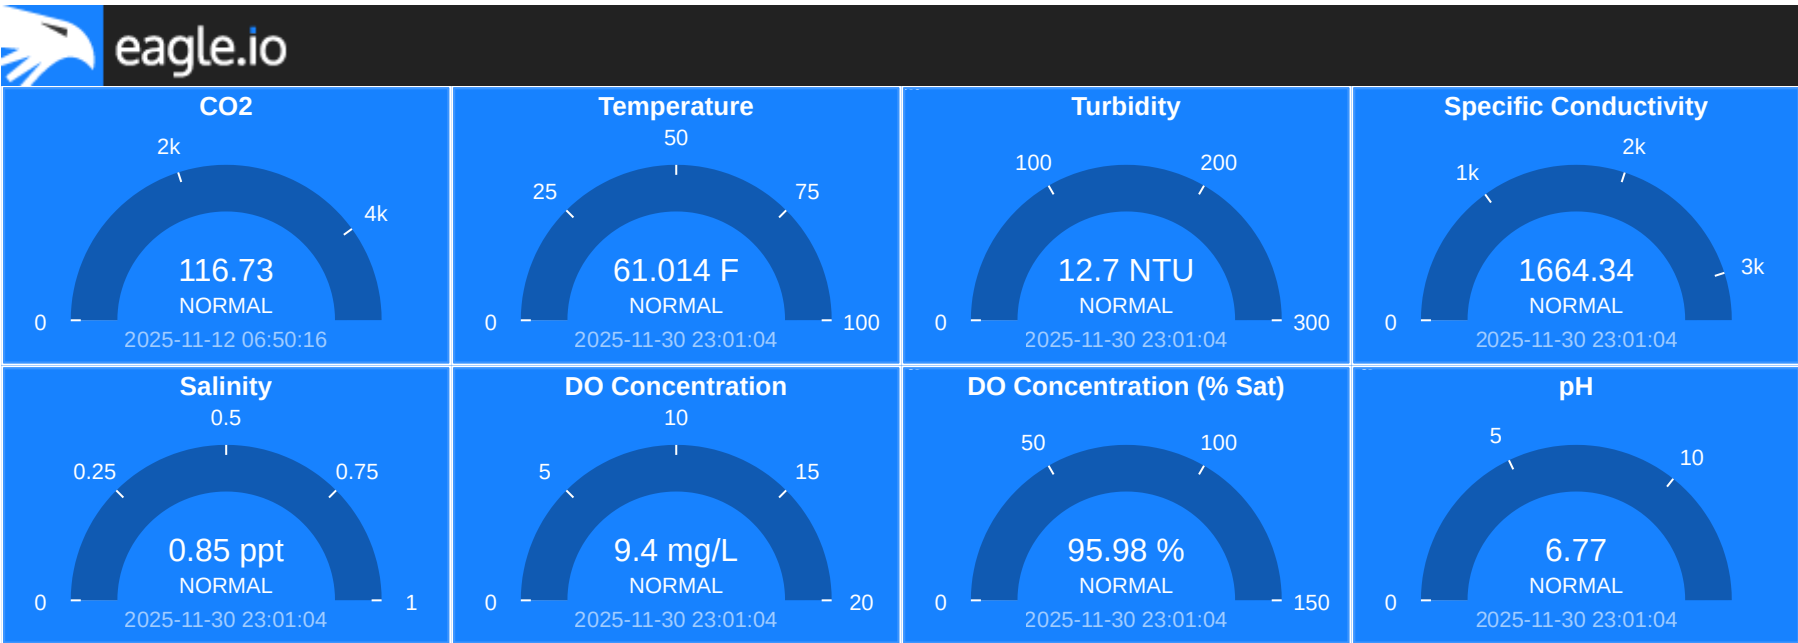 eagle.io
CO2
2k
4k
0
116.73
NORMAL
2025-11-12 06:50:16
Temperature
50
25
75
0
100
61.014 F
NORMAL
2025-11-30 23:01:04
Turbidity
100
200
0
300
12.7 NTU
NORMAL
2025-11-30 23:01:04
Specific Conductivity
2k
1k
3k
0
1664.34
NORMAL
2025-11-30 23:01:04
Salinity
0.5
0.25
0.75
0
1
0.85 ppt
NORMAL
2025-11-30 23:01:04
DO Concentration
10
5
15
0
20
9.4 mg/L
NORMAL
2025-11-30 23:01:04
DO Concentration (% Sat)
50
100
0
150
95.98 %
NORMAL
2025-11-30 23:01:04
pH
5
10
0
6.77
NORMAL
2025-11-30 23:01:04